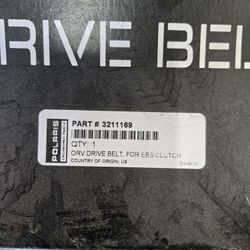 DRIVE BEL
POLARIS
PART # 3211169
QTY: 1
DRV DRIVE BELT, FOR EBS CLUTCH
COUNTRY OF ORIGIN: US